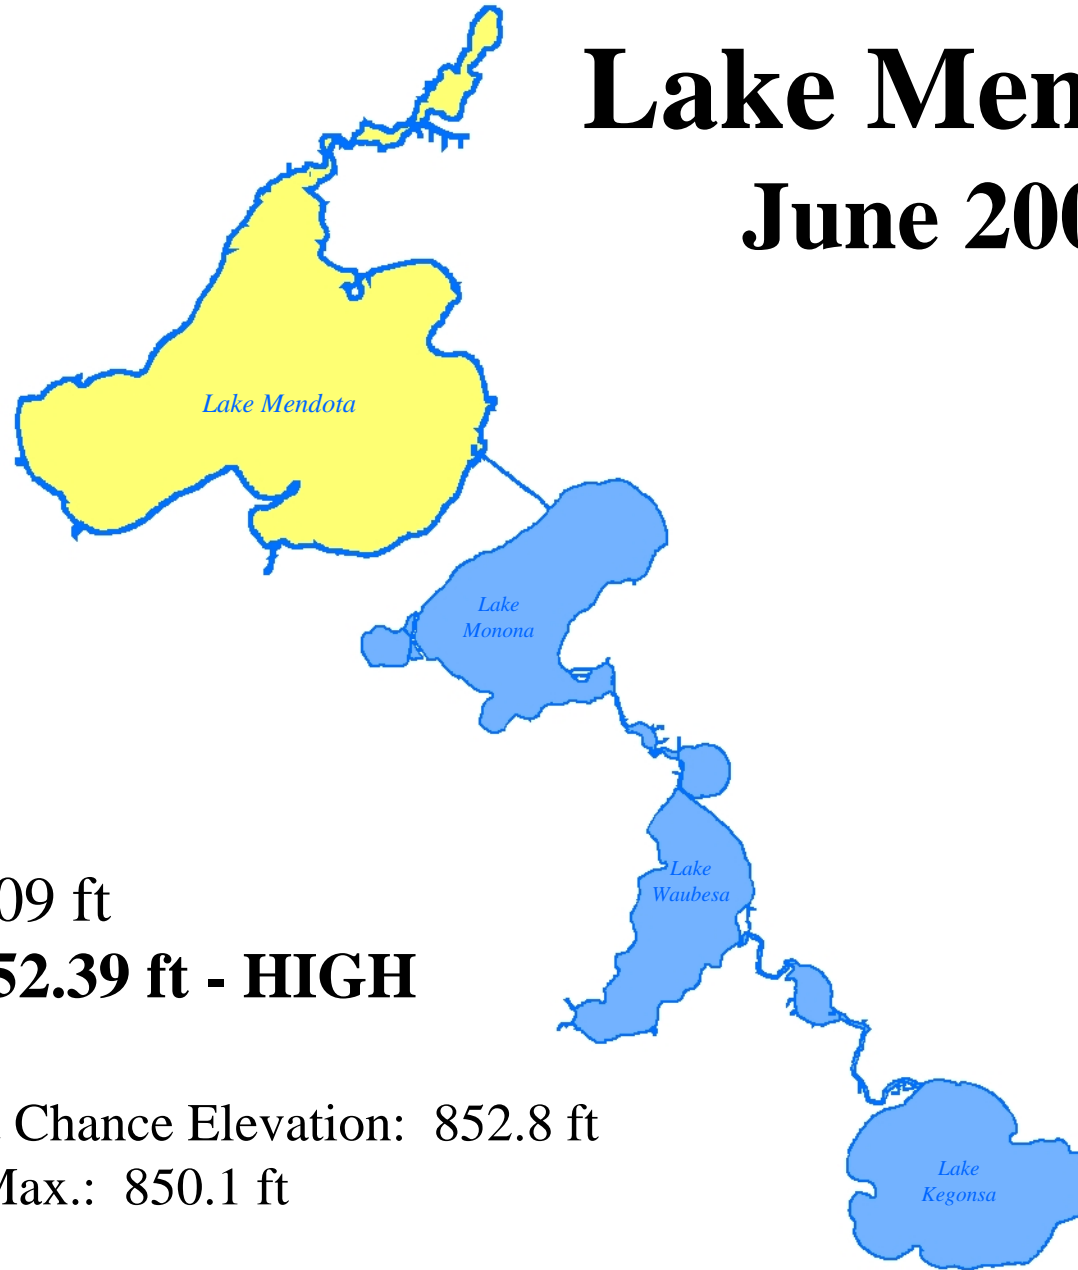 Lake Men
June 200
Lake Mendota
Lake
Monona
Lake
Waubesa
09 ft
52.39 ft - HIGH
Chance Elevation: 852.8 ft
Max.: 850.1 ft
Lake
Kegonsa